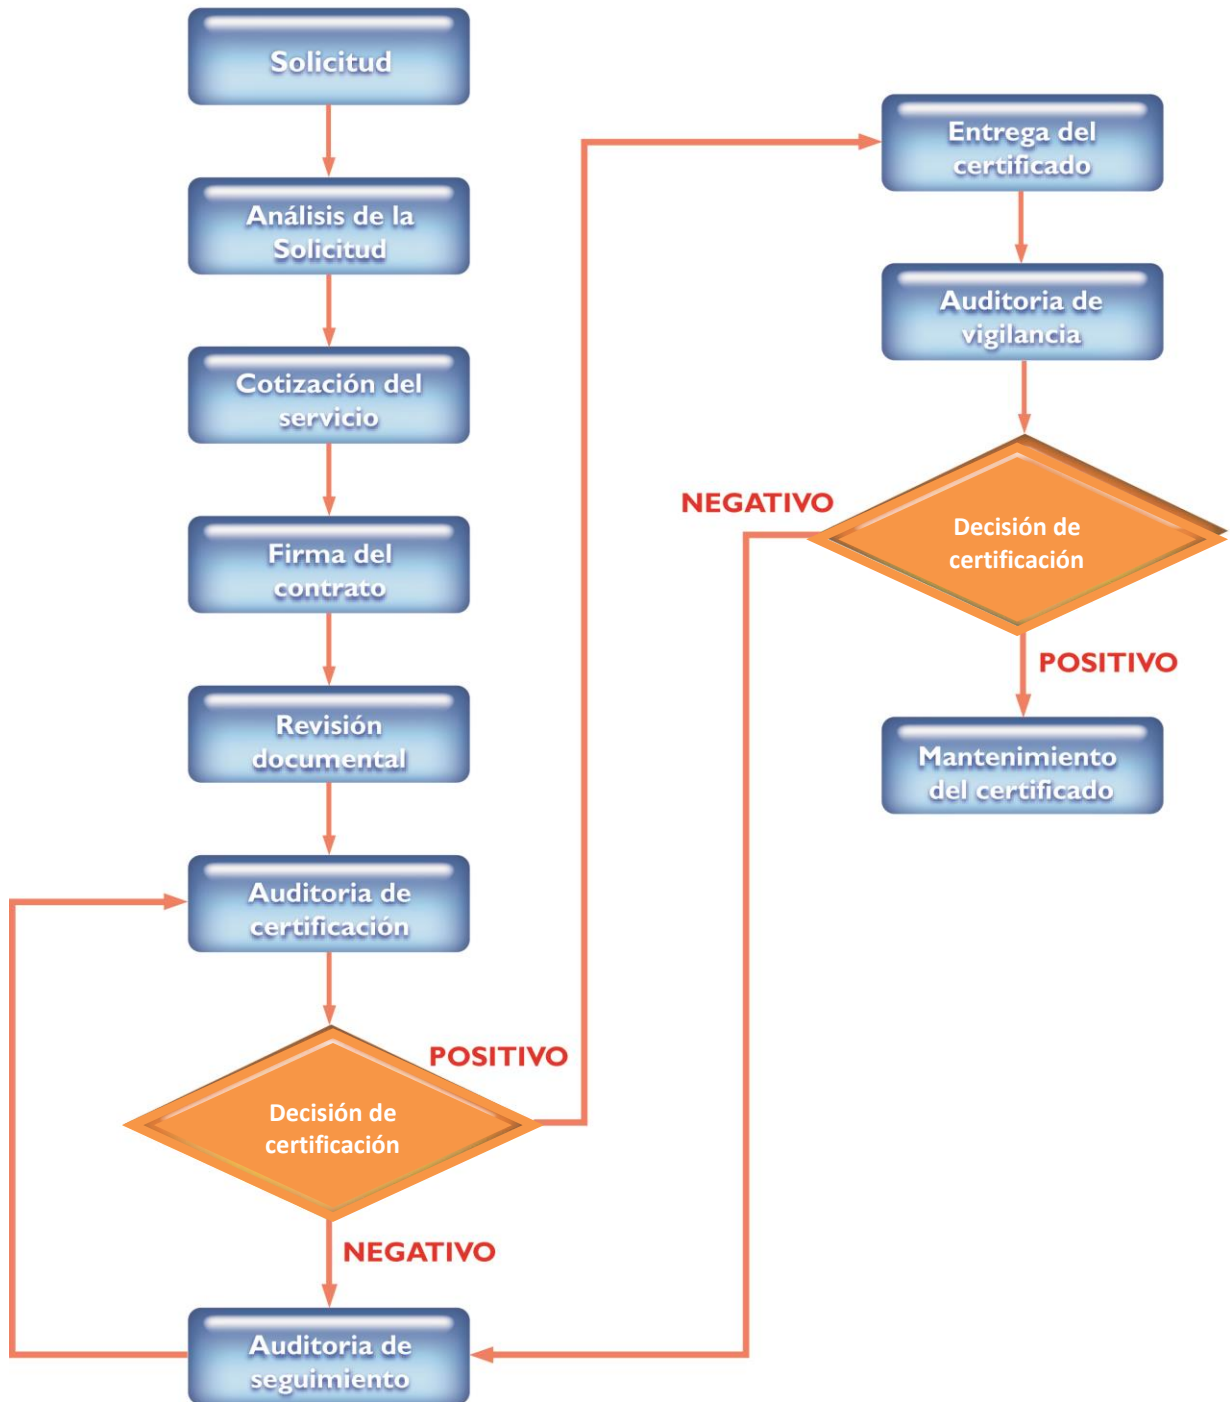 Solicitud
Análisis de la
Solicitud
Cotización del
servicio
Firma del
contrato
Revisión
documental
Auditoria de
certificación
POSITIVO
Decisión de
certificación
NEGATIVO
Auditoria de
seguimiento
Entrega del
certificado
Auditoria de
vigilancia
NEGATIVO
Decisión de
certificación
POSITIVO
Mantenimiento
del certificado